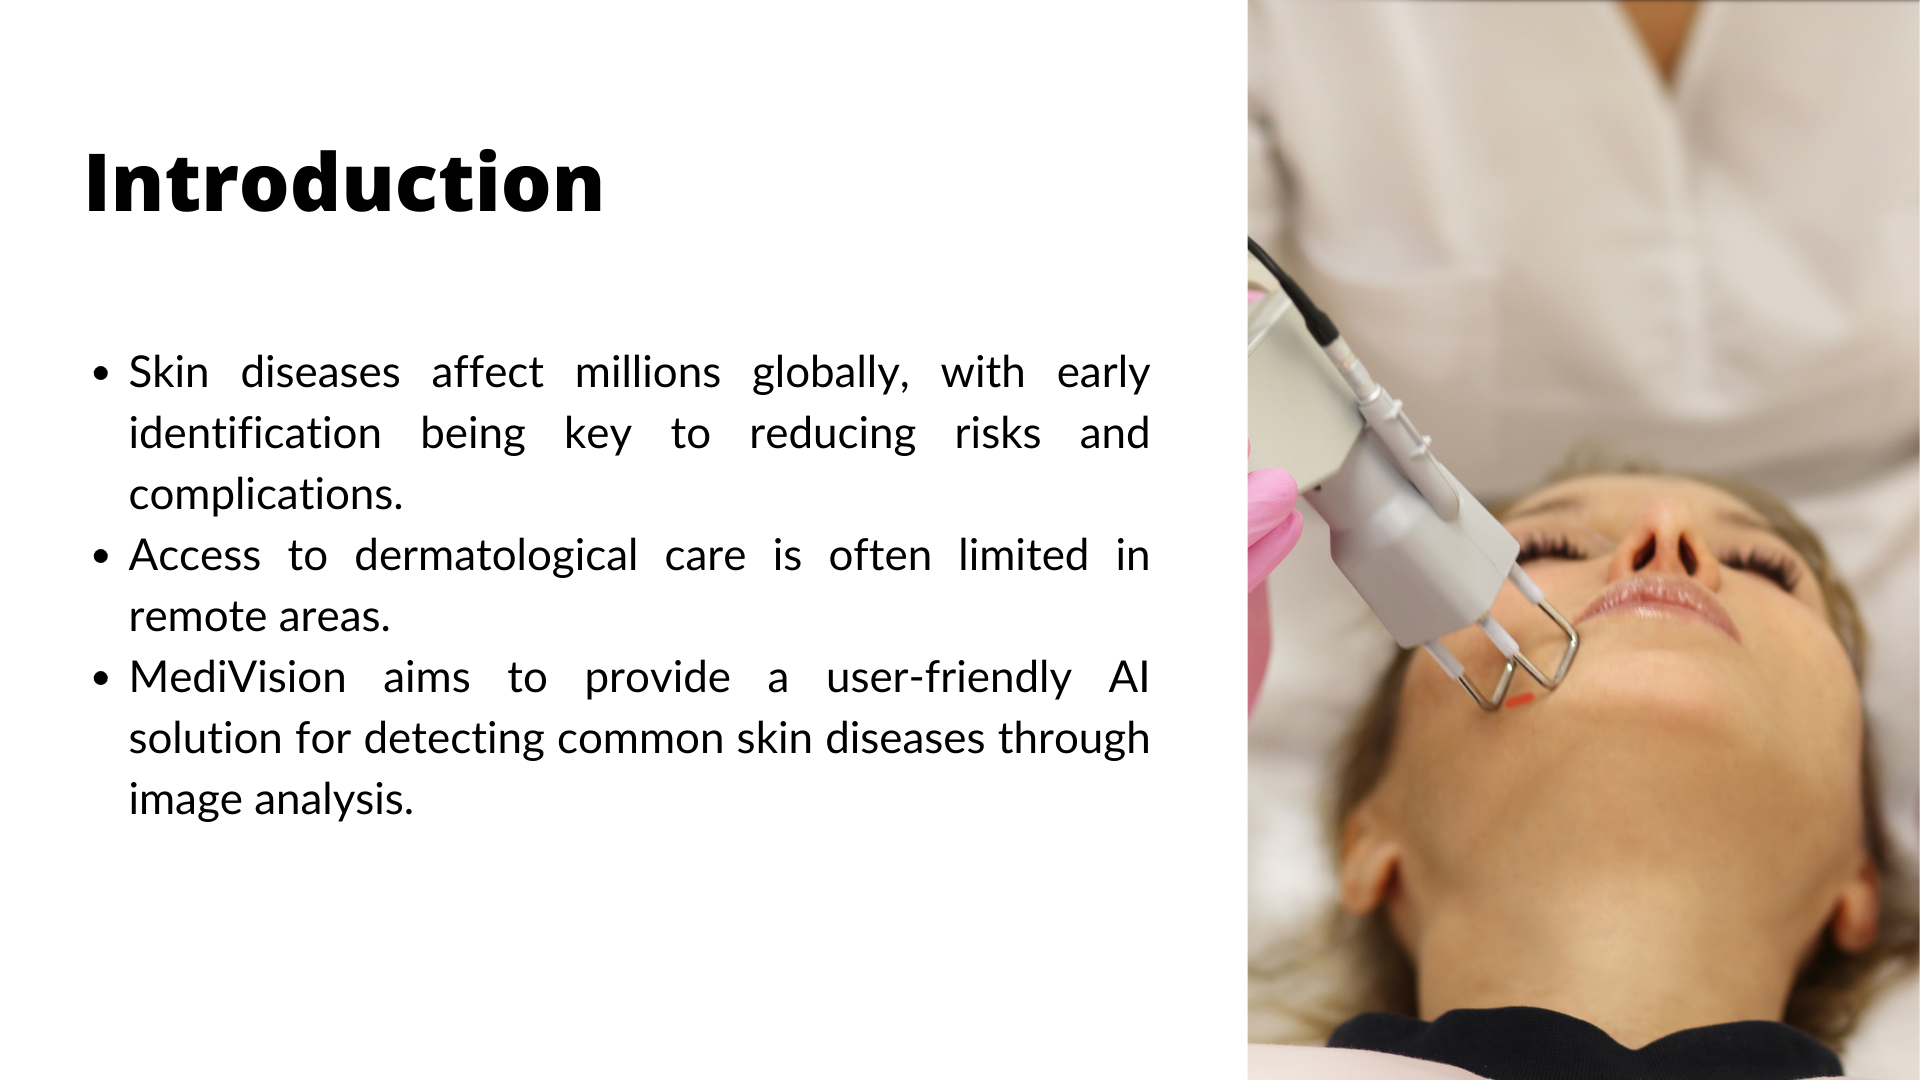 Introduction
• Skin diseases affect millions globally, with early
identification being key to reducing risks and
complications.
• Access to dermatological care is often limited in
remote areas.
• MediVision aims to provide a user-friendly AI
solution for detecting common skin diseases through
image analysis.